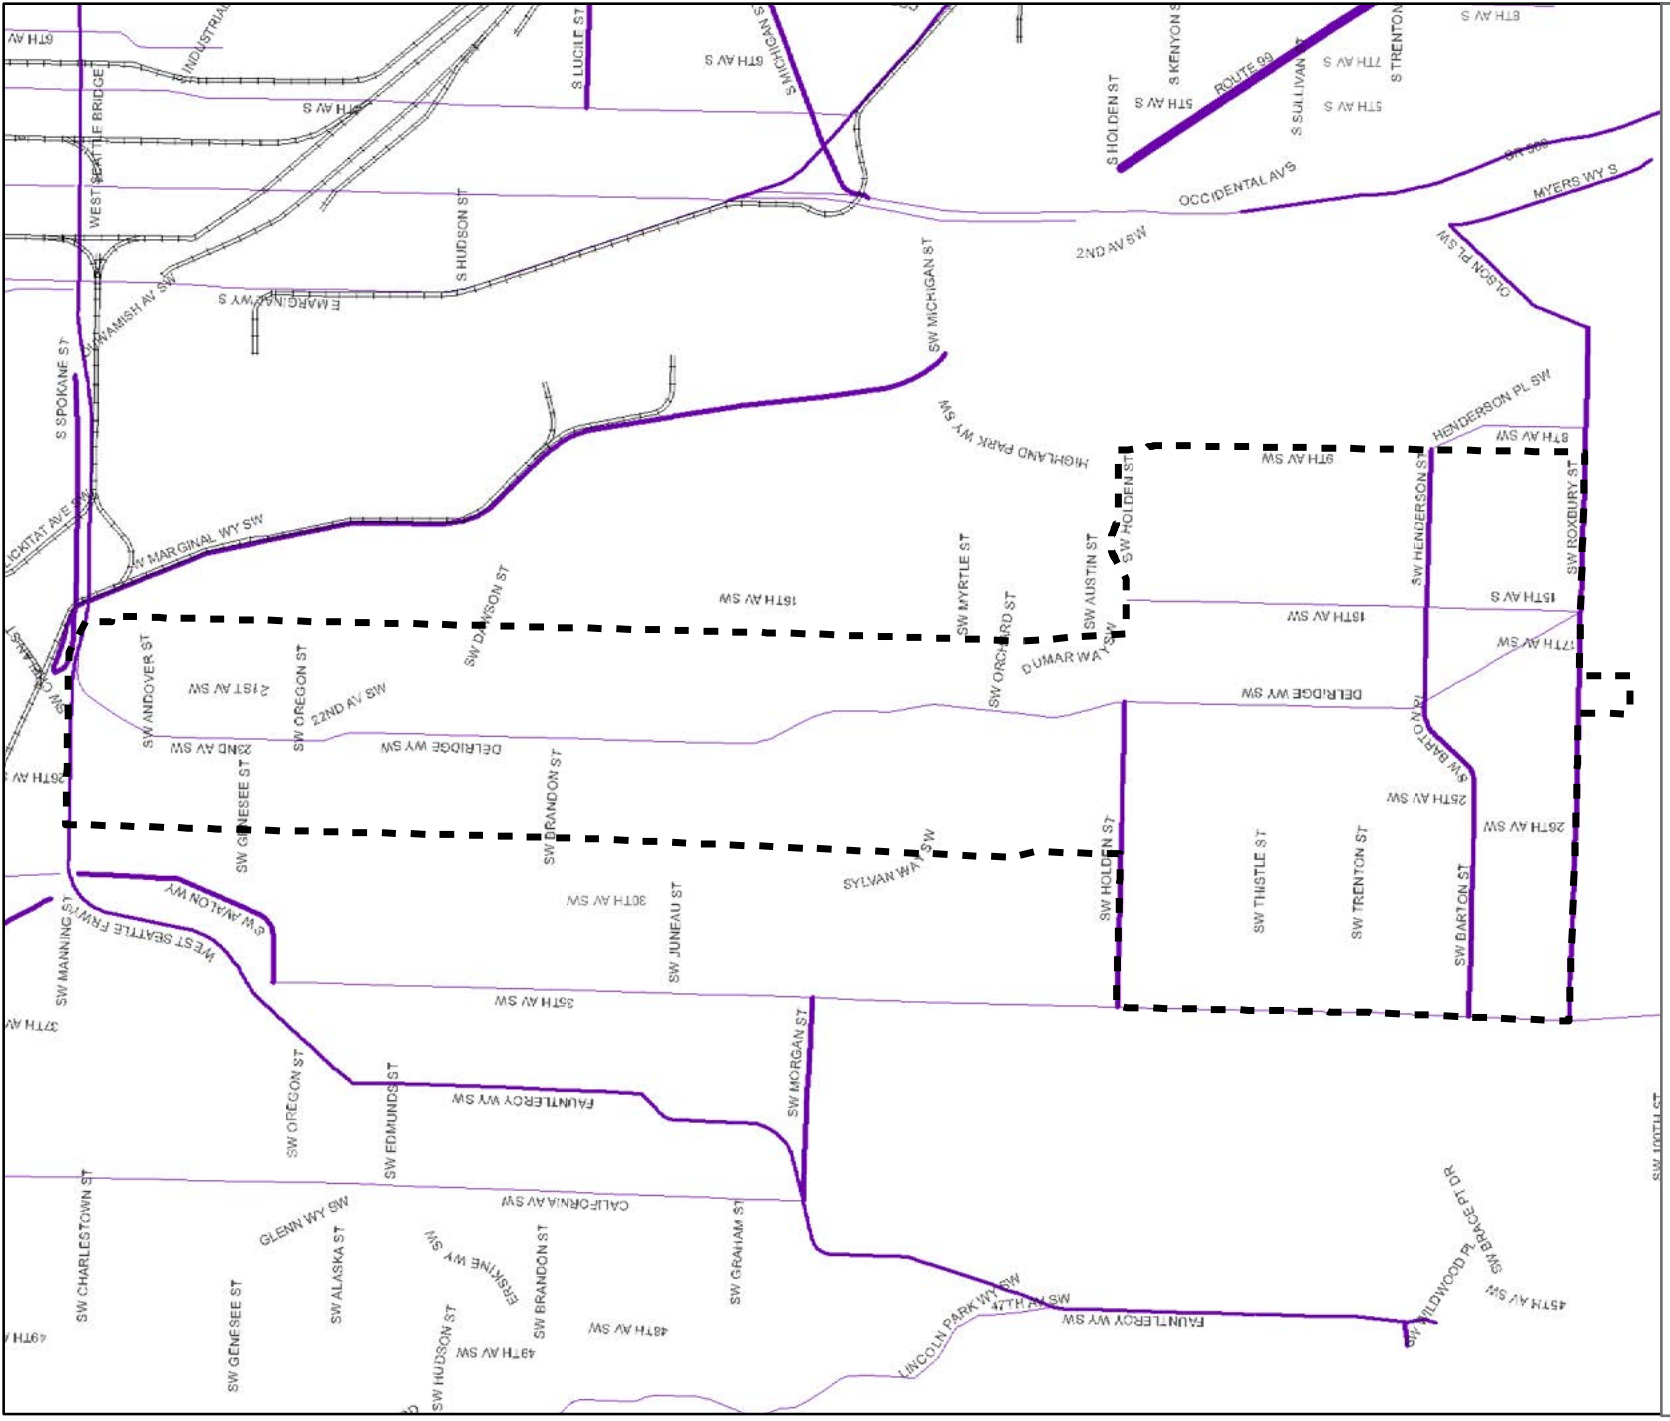 6TH AV
S INDUSTRIAL
WEST SEATTLE BRIDGE
4TH AV S
S LUCILE ST
6TH AV S
S MICHIGAN S
S HOLDEN ST
S KENYON S
5TH AV S
ROUTE 99
S SULLIVAN ST
7TH AV S
5TH AV S
S TRENTON
8TH AV S
SR 509
MYERS WY S
OCCIDENTAL AV S
2ND AV SW
OLSON PL SW
S HUDSON ST
E MARGINAL WY S
DUWAMISH AV SW
S SPOKANE ST
SW MICHIGAN ST
HIGHLAND PARK WY SW
HENDERSON PL SW
8TH AV SW
9TH AV SW
SW HOLDEN ST
SW HENDERSON ST
SW ROXBURY ST
LICKITAT AVE SW
W MARGINAL WY SW
SW DAWSON ST
16TH AV SW
SW MYRTLE ST
SW ORCHARD ST
SW AUSTIN ST
DUMAR WAY SW
16TH AV SW
15TH AV S
17TH AV SW
SW ANDOVER ST
21ST AV SW
SW OREGON ST
22ND AV SW
23ND AV SW
DELRIDGE WY SW
DELRIDGE WY SW
SW BARTON PL
26TH AV S
SW GENESEE ST
SW BRANDON ST
25TH AV SW
26TH AV SW
SYLVAN WAY SW
SW HOLDEN ST
SW THISTLE ST
SW TRENTON ST
SW BARTON ST
SW AVALON WY
WEST SEATTLE FRWY
SW MANNING ST
30TH AV SW
SW JUNEAU ST
35TH AV SW
37TH AV
SW OREGON ST
SW EDMUNDS ST
FAUNTLEROY WY SW
SW MORGAN ST
SW 100TH ST
CALIFORNIA AV SW
SW CHARLESTOWN ST
GLENN WY SW
SW ALASKA ST
ERSKINE WY SW
SW BRANDON ST
SW GRAHAM ST
SW GENESEE ST
SW HUDSON ST
49TH AV SW
48TH AV SW
49TH A
LINCOLN PARK WY SW
47TH AV SW
FAUNTLEROY WY SW
SW WILDWOOD PL
SW BRACE PT DR
45TH AV SW